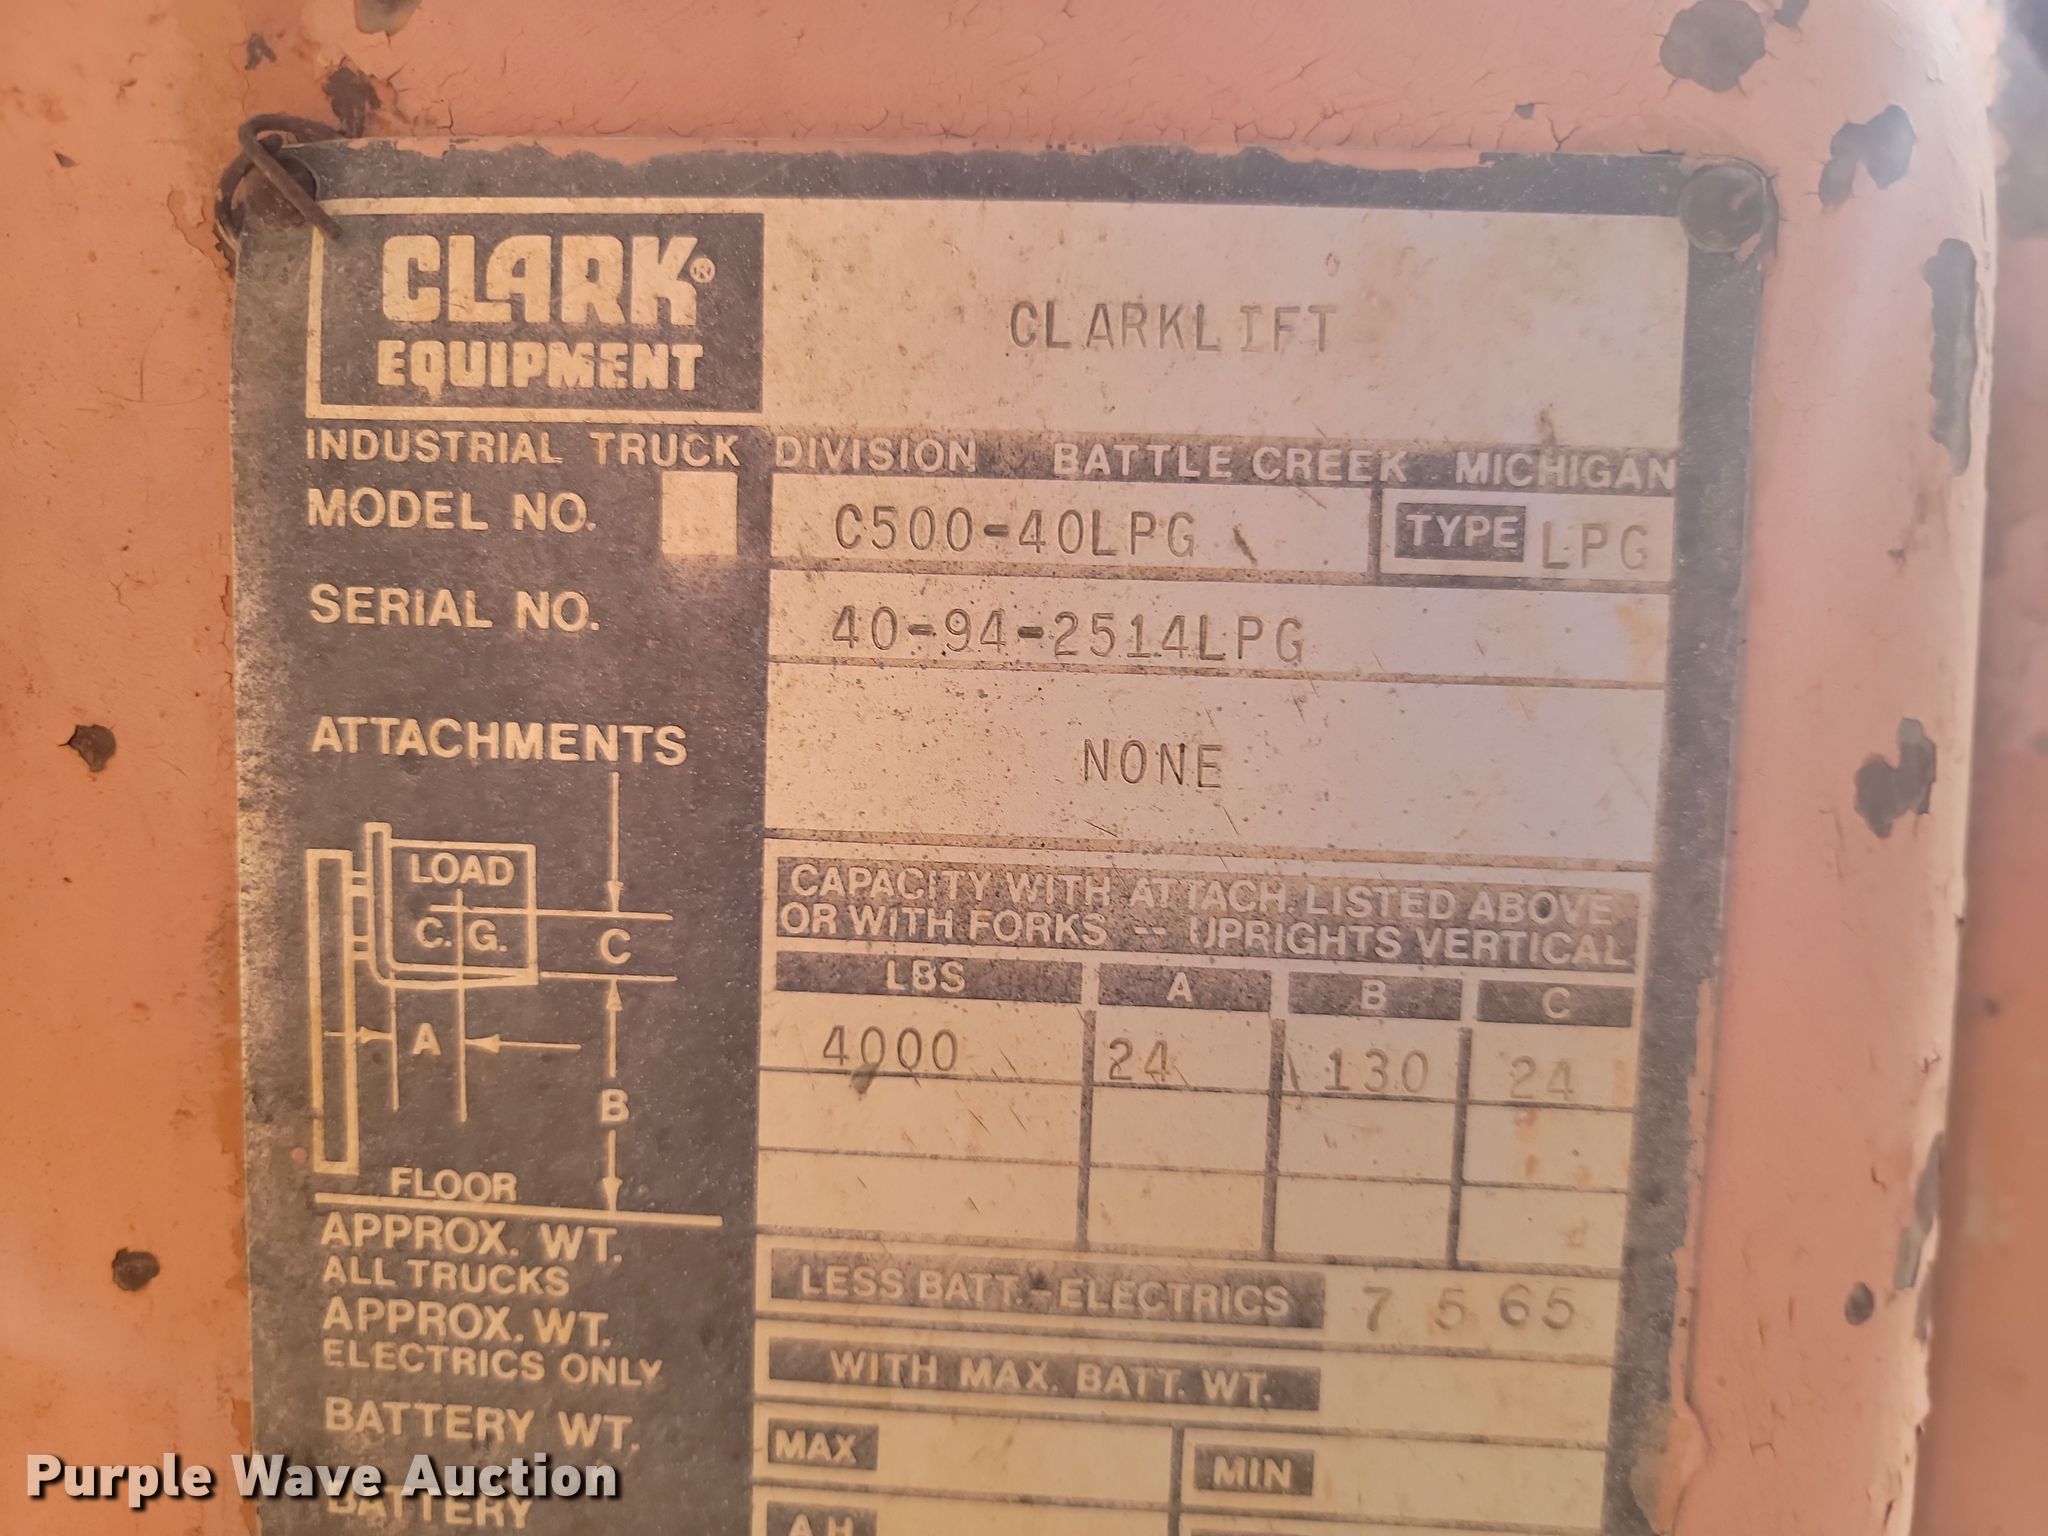 CLARK®
EQUIPMENT
CLARKLIFT
INDUSTRIAL TRUCK DIVISION BATTLE CREEK MICHIGAN
MODEL NO. C500-40LPG TYPE LPG
SERIAL NO. 40-94-2514LPG
ATTACHMENTS NONE
LOAD
C. G.
C
A
B
FLOOR
CAPACITY WITH ATTACH. LISTED ABOVE
OR WITH FORKS -- UPRIGHTS VERTICAL
LBS A B C
4000 24 130 24
APPROX. WT.
ALL TRUCKS
LESS BATT.-ELECTRICS 7565
APPROX. WT.
ELECTRICS ONLY
WITH MAX. BATT. WT.
BATTERY WT.
MAX MIN
BATTERY
A.H.
Purple Wave Auction